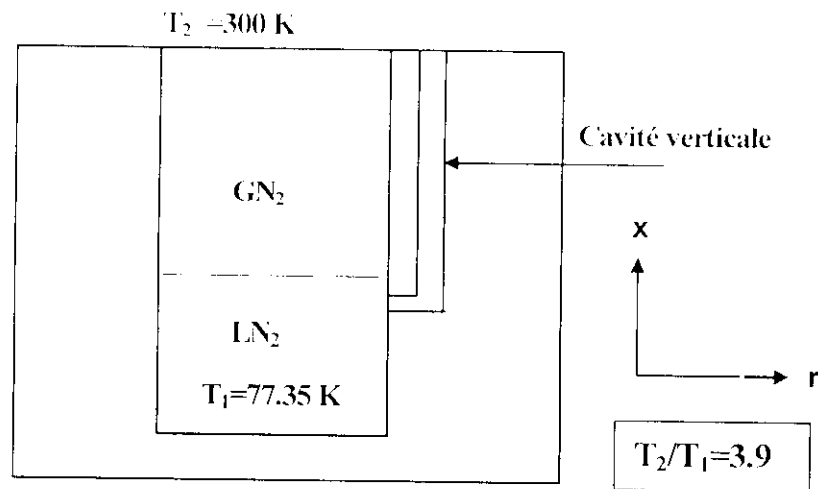 T₂ =300 K
Cavité verticale
GN₂
x
LN₂
T₁=77.35 K
r
T₂/T₁=3.9